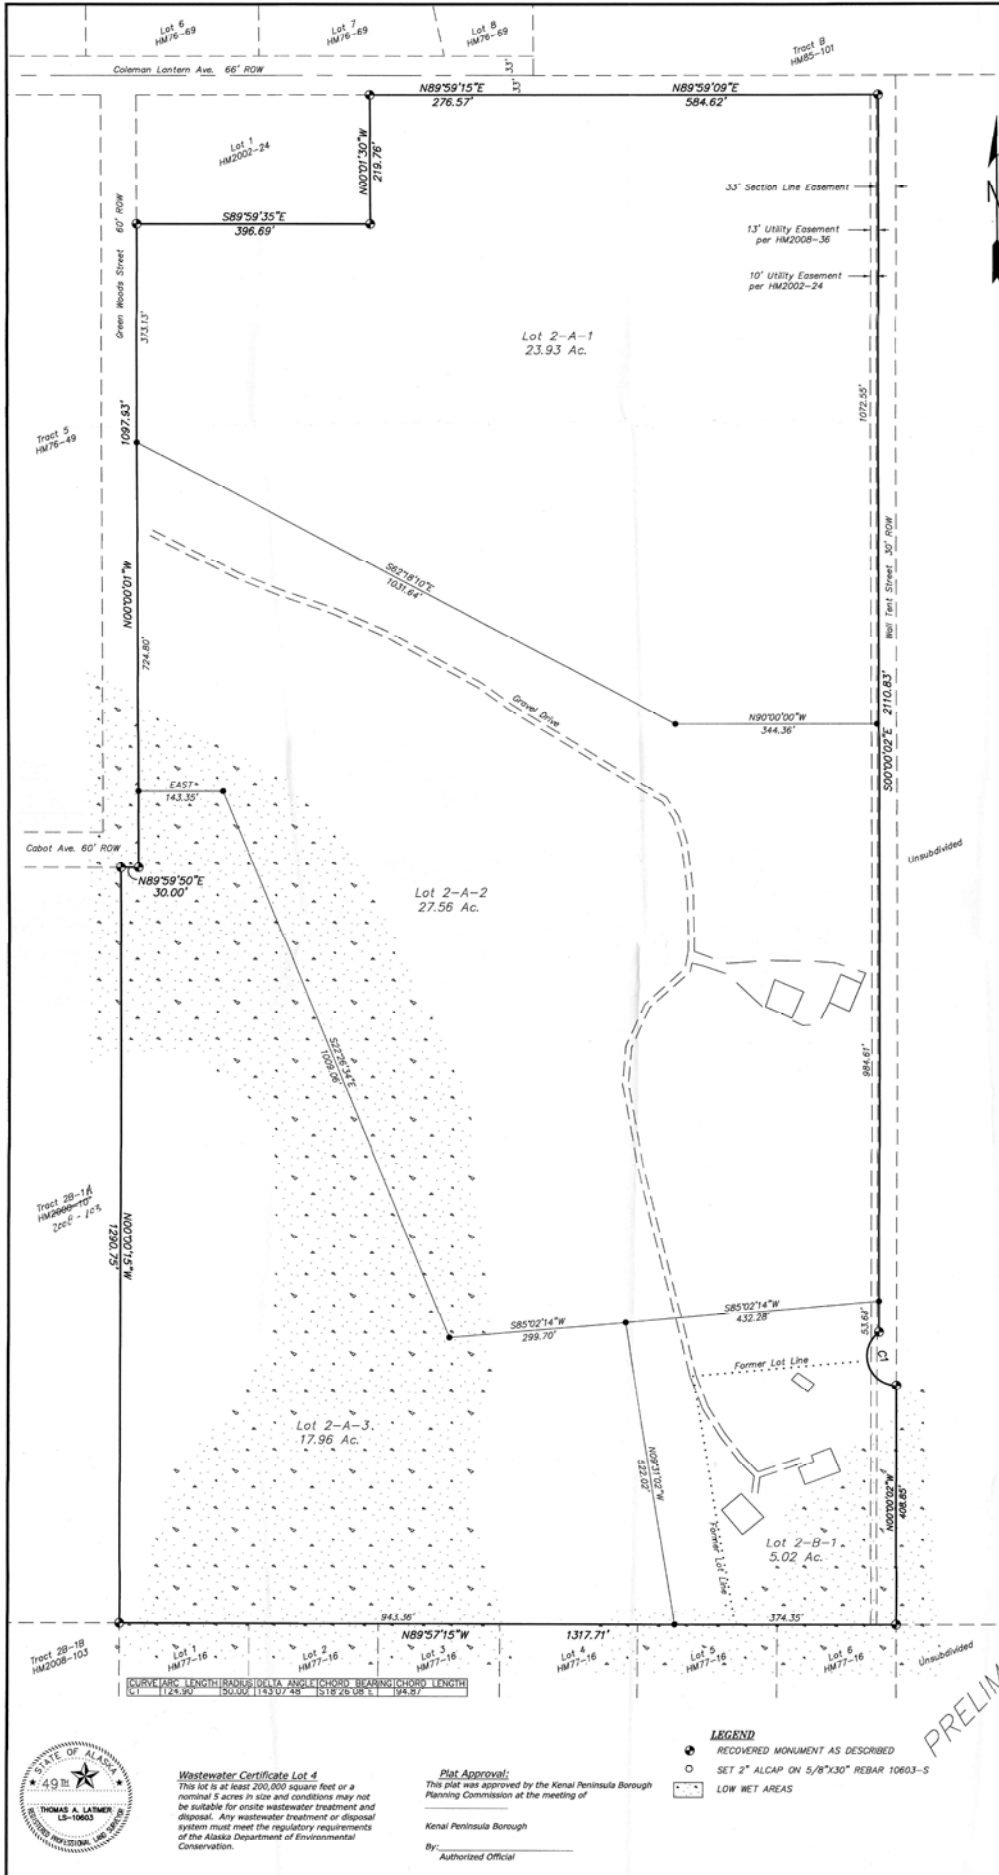 Lot 6
HM76-69
Lot 7
HM76-69
Lot 8
HM76-69
Tract B
HM85-101
Coleman Lantern Ave. 66' ROW
33' 33'
N89°59'15"E
276.57'
N89°59'09"E
584.62'
Lot 1
HM2002-24
N00°01'30"W
219.76'
S89°59'35"E
396.69'
33' Section Line Easement
13' Utility Easement
per HM2008-36
10' Utility Easement
per HM2002-24
N
Green Woods Street 60' ROW
373.13'
Lot 2-A-1
23.93 Ac.
1072.55'
Tract 5
HM76-49
N00°00'01"W 1097.93'
724.80'
S62°18'10"E
1031.64'
Wall Tent Street 30' ROW
Gravel Drive
N90°00'00"W
344.36'
S00°00'02"E 2110.83'
EAST
143.35'
Cabot Ave. 60' ROW
N89°59'50"E
30.00'
Unsubdivided
Lot 2-A-2
27.56 Ac.
S22°26'34"E
1009.06'
984.61'
Tract 2B-1A
HM2000-10
2008-103
N00°00'15"W
1290.75'
S85°02'14"W
299.70'
S85°02'14"W
432.28'
53.64'
C1
Former Lot Line
Lot 2-A-3
17.96 Ac.
N09°31'02"W
522.02'
N00°00'02"W
408.85'
Former Lot Line
Lot 2-B-1
5.02 Ac.
943.36'
374.35'
N89°57'15"W 1317.71'
Tract 2B-1B
HM2008-103
Lot 1
HM77-16
Lot 2
HM77-16
Lot 3
HM77-16
Lot 4
HM77-16
Lot 5
HM77-16
Lot 6
HM77-16
Unsubdivided
CURVE ARC LENGTH RADIUS DELTA ANGLE CHORD BEARING CHORD LENGTH
C1 124.90' 50.00' 143°07'48" S18°26'08"E 94.87'
PRELIM
STATE OF ALASKA
49TH
THOMAS A. LATIMER
LS-10603
REGISTERED PROFESSIONAL LAND SURVEYOR
Wastewater Certificate Lot 4
This lot is at least 200,000 square feet or a
nominal 5 acres in size and conditions may not
be suitable for onsite wastewater treatment and
disposal. Any wastewater treatment or disposal
system must meet the regulatory requirements
of the Alaska Department of Environmental
Conservation.
Plat Approval:
This plat was approved by the Kenai Peninsula Borough
Planning Commission at the meeting of
Kenai Peninsula Borough
By:
Authorized Official
LEGEND
RECOVERED MONUMENT AS DESCRIBED
SET 2" ALCAP ON 5/8"X30" REBAR 10603-S
LOW WET AREAS